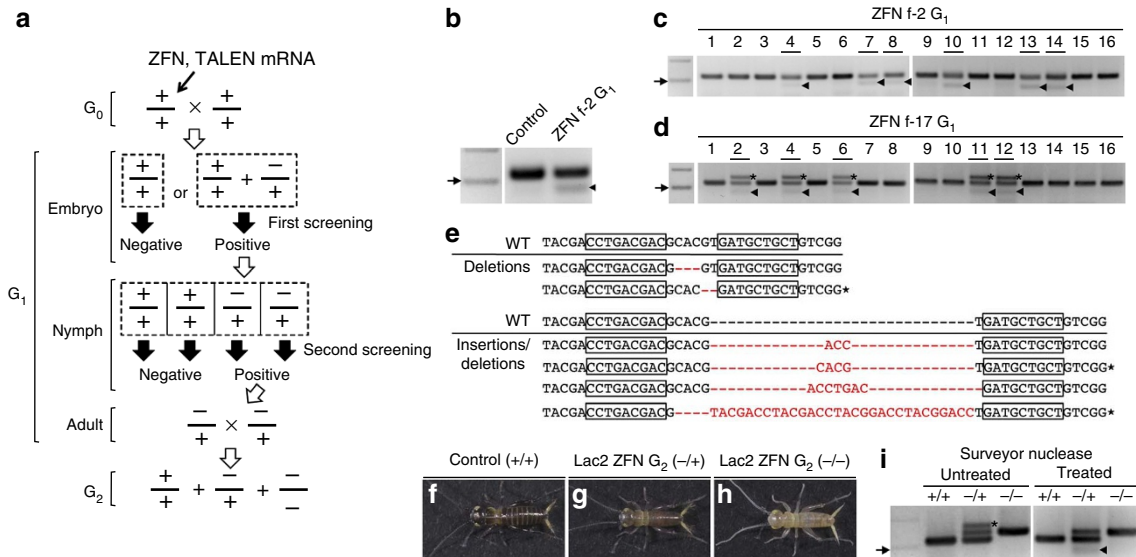 a
ZFN, TALEN mRNA
G0
+/+ × +/+
G1
Embryo
+/+ or +/+ + −/+
First screening
Negative Positive
Nymph
+/+ +/+ −/+ −/+
Second screening
Negative Positive
Adult
−/+ × −/+
G2
+/+ + −/+ + −/−
b
Control
ZFN f-2 G1
c
ZFN f-2 G1
1 2 3 4 5 6 7 8 9 10 11 12 13 14 15 16
d
ZFN f-17 G1
1 2 3 4 5 6 7 8 9 10 11 12 13 14 15 16
* * * * *
e
WT TACGACCTGACGACGCACGTGATGCTGCTGTCGG
Deletions TACGACCTGACGACG---GTGATGCTGCTGTCGG
TACGACCTGACGACGCAC--GATGCTGCTGTCGG*
WT TACGACCTGACGACGCACG-----------------------------TGATGCTGCTGTCGG
Insertions/
deletions
TACGACCTGACGACGCACG-------------ACC-------------TGATGCTGCTGTCGG
TACGACCTGACGACGCACG------------CACG-------------TGATGCTGCTGTCGG*
TACGACCTGACGACGCACG-----------ACCTGAC------------GATGCTGCTGTCGG
TACGACCTGACGACG----TACGACCTACGACCTACGGACCTACGGACCTGATGCTGCTGTCGG*
f
Control (+/+)
g
Lac2 ZFN G2 (−/+)
h
Lac2 ZFN G2 (−/−)
i
Surveyor nuclease
Untreated Treated
+/+ −/+ −/− +/+ −/+ −/−
*